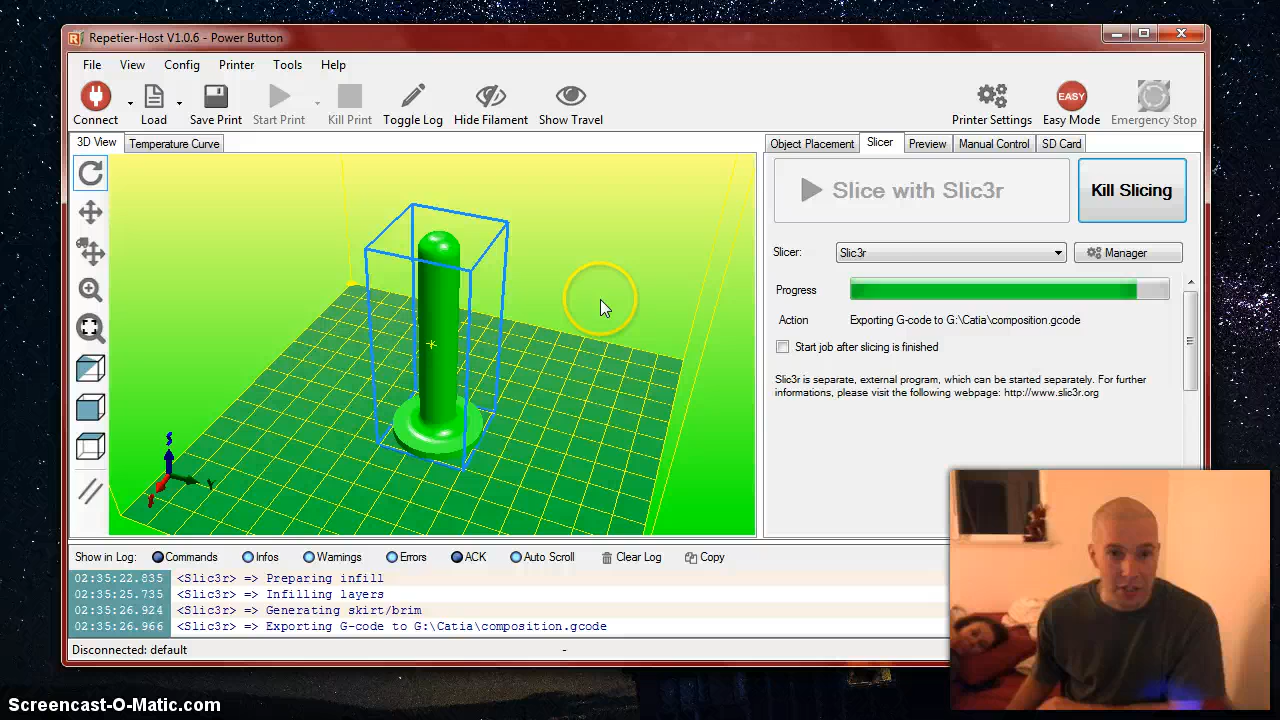 Repetier-Host V1.0.6 - Power Button
File View Config Printer Tools Help
Connect Load Save Print Start Print Kill Print Toggle Log Hide Filament Show Travel Printer Settings EASY Easy Mode Emergency Stop
3D View Temperature Curve
Object Placement Slicer Preview Manual Control SD Card
Slice with Slic3r Kill Slicing
Slicer: Slic3r Manager
Progress
Action Exporting G-code to G:\Catia\composition.gcode
Start job after slicing is finished
Slic3r is separate, external program, which can be started separately. For further
informations, please visit the following webpage: http://www.slic3r.org
Show in Log: Commands Infos Warnings Errors ACK Auto Scroll Clear Log Copy
02:35:22.835 <Slic3r> => Preparing infill
02:35:25.735 <Slic3r> => Infilling layers
02:35:26.924 <Slic3r> => Generating skirt/brim
02:35:26.966 <Slic3r> => Exporting G-code to G:\Catia\composition.gcode
Disconnected: default -
Screencast-O-Matic.com